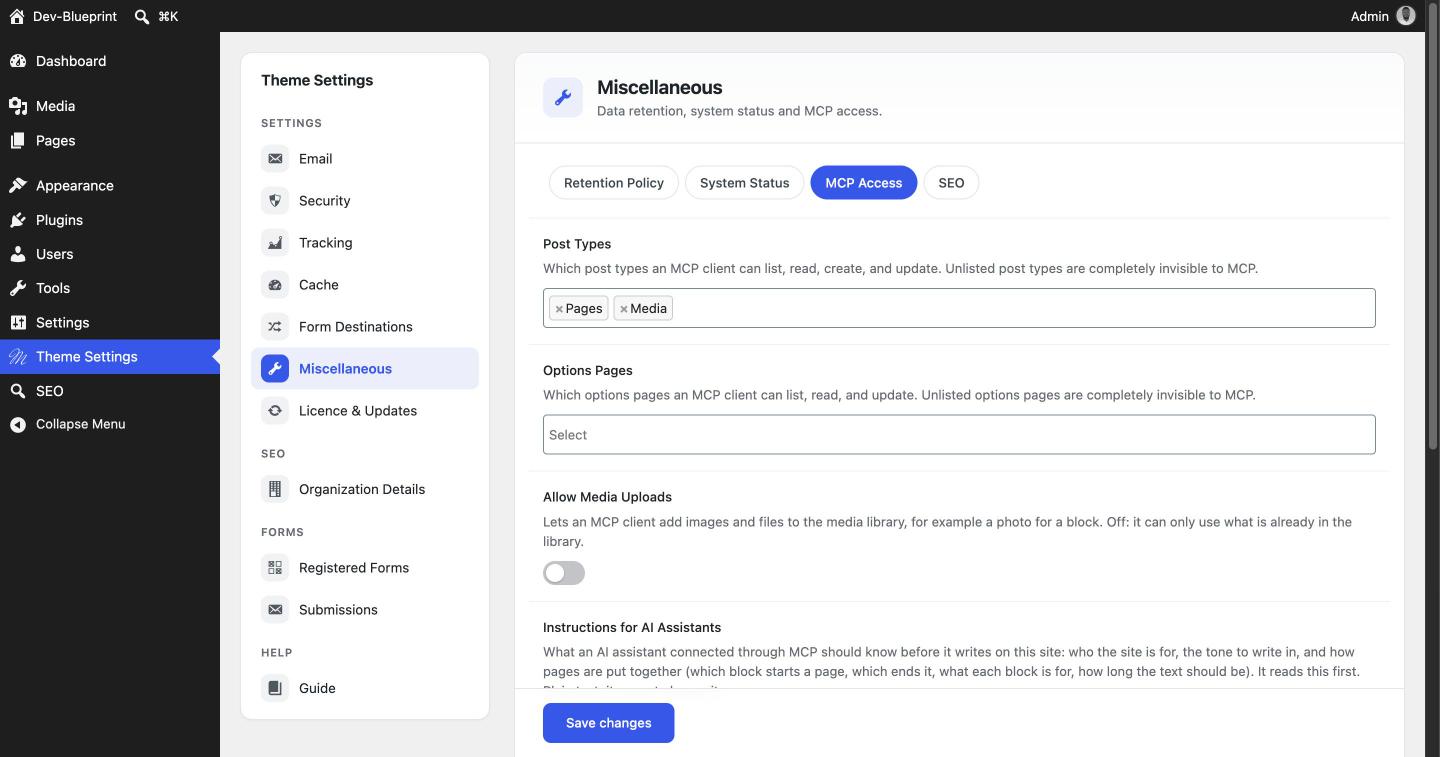 Dev-Blueprint
⌘K
Admin
Dashboard
Media
Pages
Appearance
Plugins
Users
Tools
Settings
Theme Settings
SEO
Collapse Menu
Theme Settings
SETTINGS
Email
Security
Tracking
Cache
Form Destinations
Miscellaneous
Licence & Updates
SEO
Organization Details
FORMS
Registered Forms
Submissions
HELP
Guide
Miscellaneous
Data retention, system status and MCP access.
Retention Policy
System Status
MCP Access
SEO
Post Types
Which post types an MCP client can list, read, create, and update. Unlisted post types are completely invisible to MCP.
×Pages ×Media
Options Pages
Which options pages an MCP client can list, read, and update. Unlisted options pages are completely invisible to MCP.
Select
Allow Media Uploads
Lets an MCP client add images and files to the media library, for example a photo for a block. Off: it can only use what is already in the
library.
Instructions for AI Assistants
What an AI assistant connected through MCP should know before it writes on this site: who the site is for, the tone to write in, and how
pages are put together (which block starts a page, which ends it, what each block is for, how long the text should be). It reads this first.
Save changes